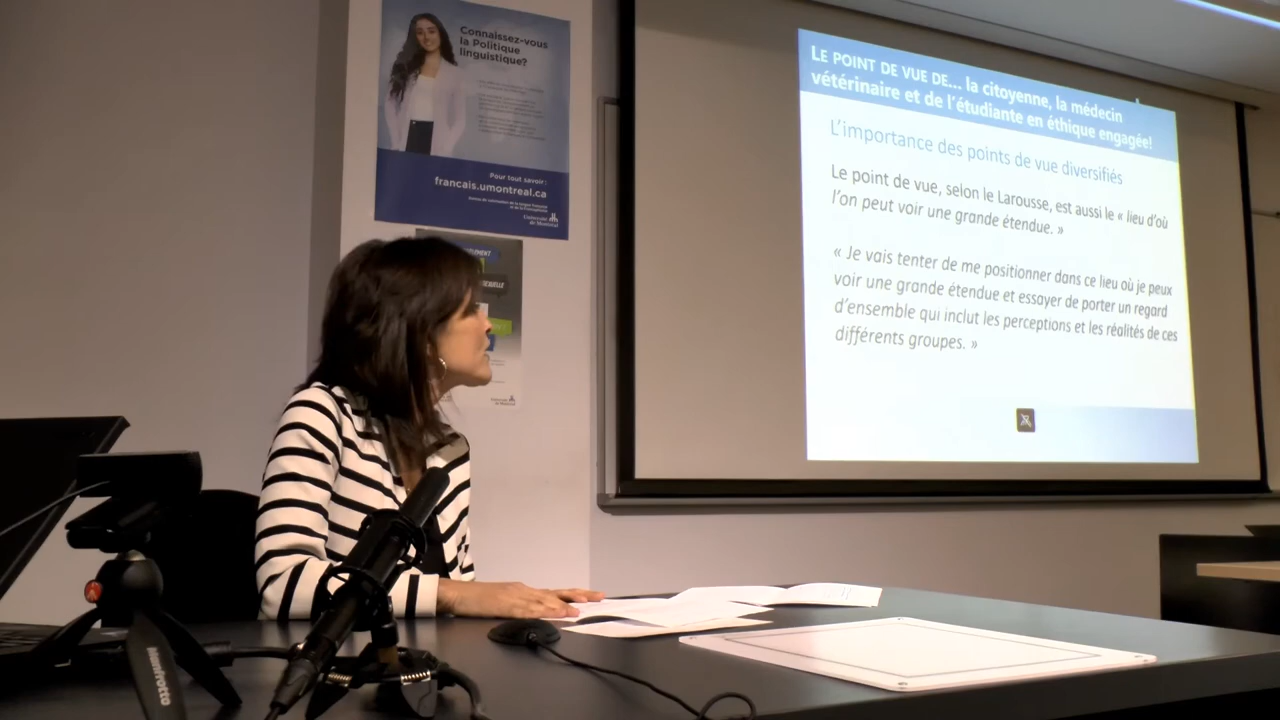 Connaissez-vous
la Politique
linguistique?
Pour tout savoir :
francais.umontreal.ca
Université
de Montréal
LE POINT DE VUE DE... la citoyenne, la médecin
vétérinaire et de l'étudiante en éthique engagée!
L'importance des points de vue diversifiés
Le point de vue, selon le Larousse, est aussi le « lieu d'où
l'on peut voir une grande étendue. »
« Je vais tenter de me positionner dans ce lieu où je peux
voir une grande étendue et essayer de porter un regard
d'ensemble qui inclut les perceptions et les réalités de ces
différents groupes. »
Manfrotto